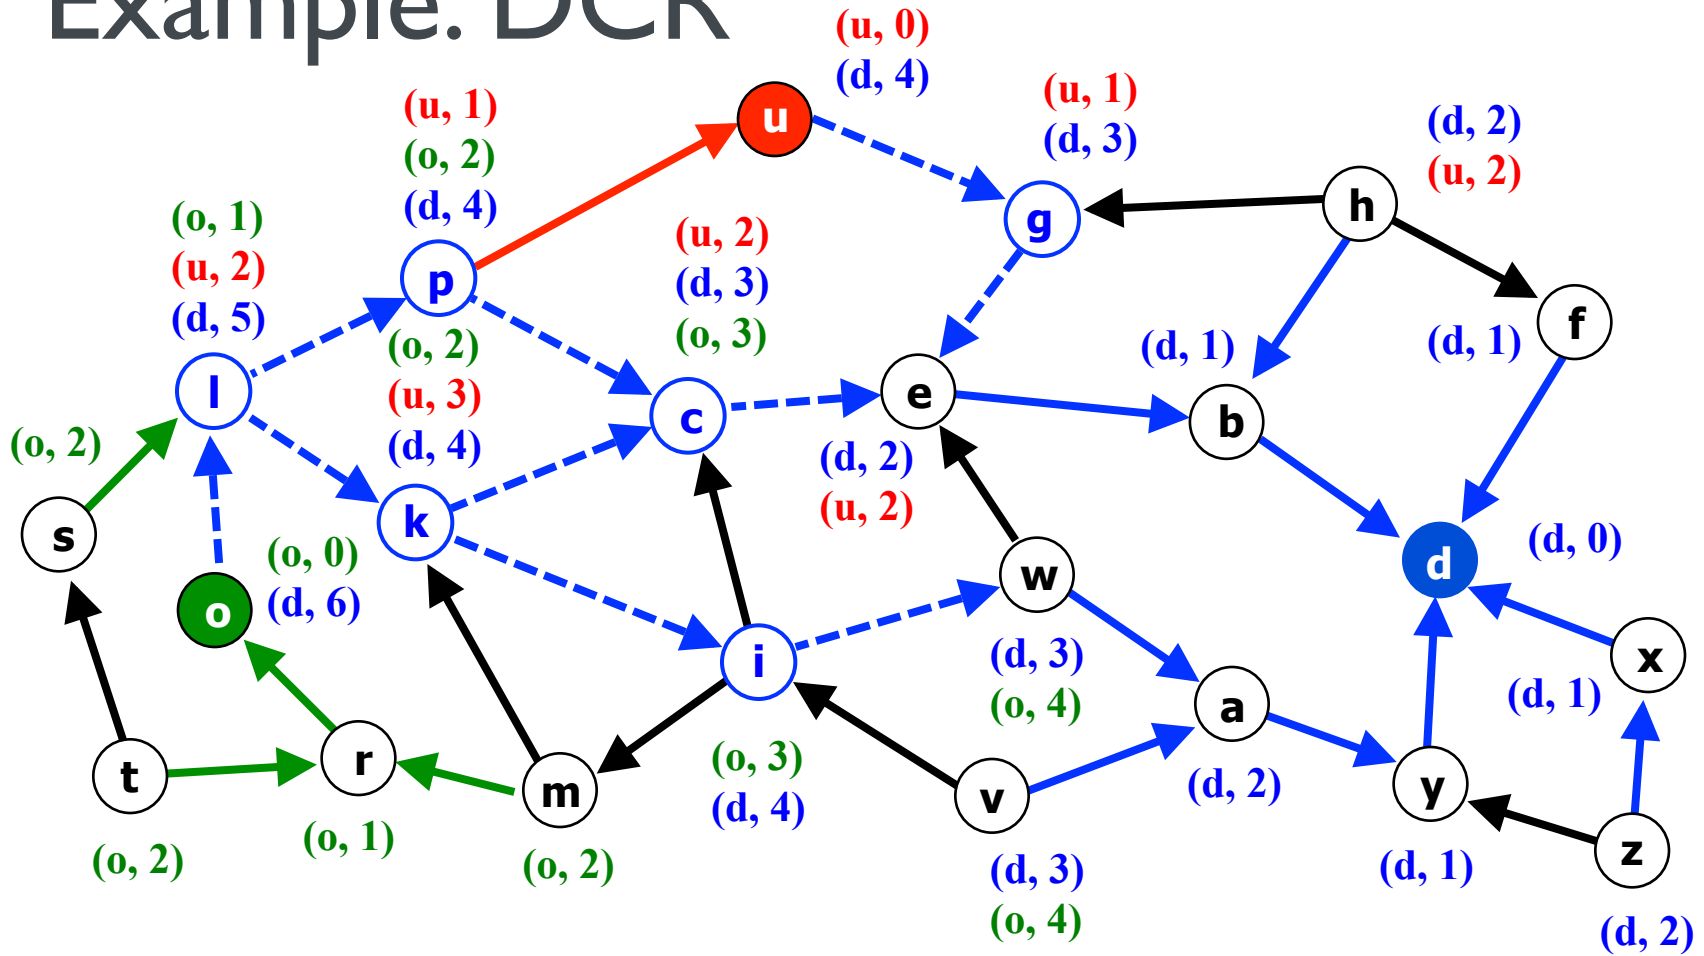 Example: DCR
(u, 0)
(d, 4)
u
(u, 1)
(o, 2)
(d, 4)
p
(u, 1)
(d, 3)
g
(d, 2)
(u, 2)
h
(o, 1)
(u, 2)
(d, 5)
l
(u, 2)
(d, 3)
(o, 3)
c
(o, 2)
(u, 3)
(d, 4)
k
e
(d, 2)
(u, 2)
(d, 1)
b
(d, 1)
f
(o, 2)
s
(o, 0)
(d, 6)
o
d
(d, 0)
w
(d, 3)
(o, 4)
i
(o, 3)
(d, 4)
a
(d, 2)
x
(d, 1)
t
(o, 2)
r
(o, 1)
m
(o, 2)
v
(d, 3)
(o, 4)
y
(d, 1)
z
(d, 2)